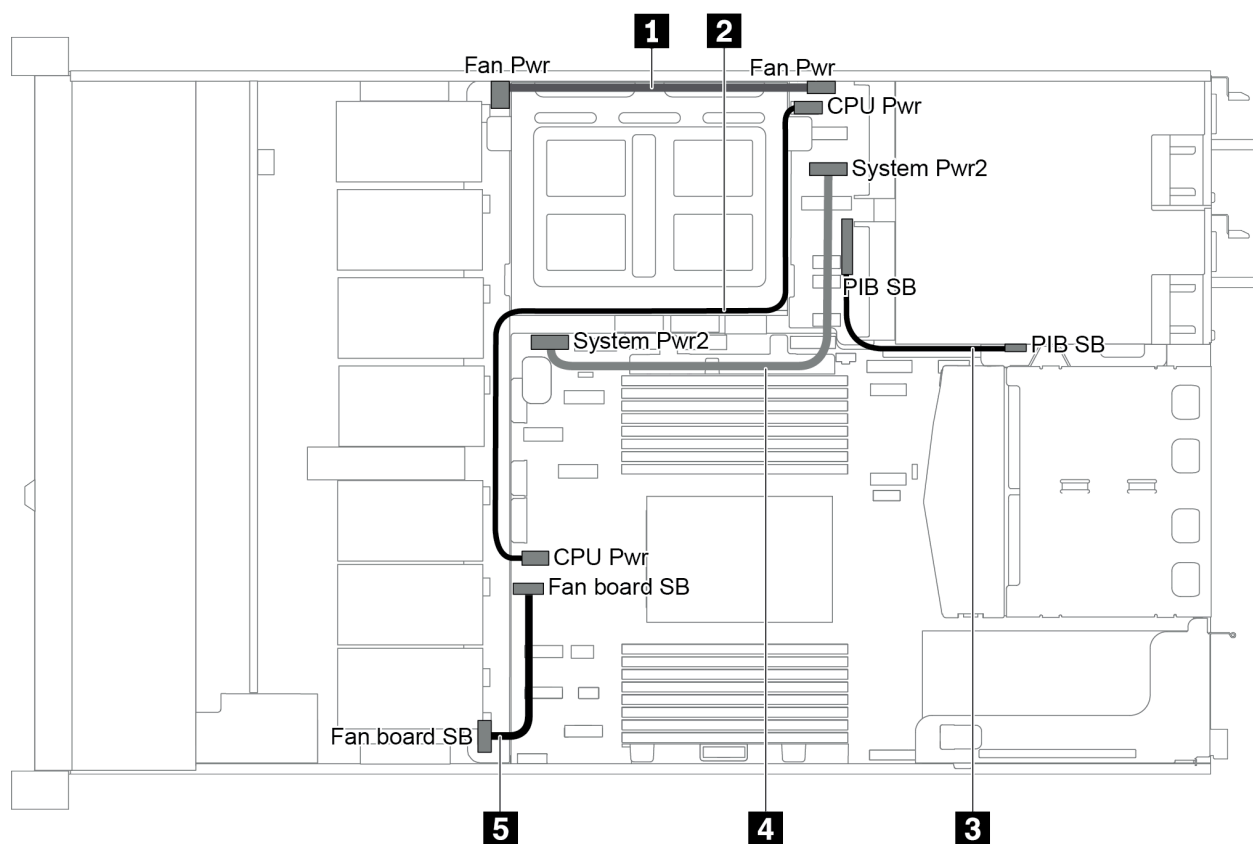 1 2
Fan Pwr Fan Pwr
CPU Pwr
System Pwr2
PIB SB
System Pwr2 PIB SB
CPU Pwr
Fan board SB
Fan board SB
5 4 3